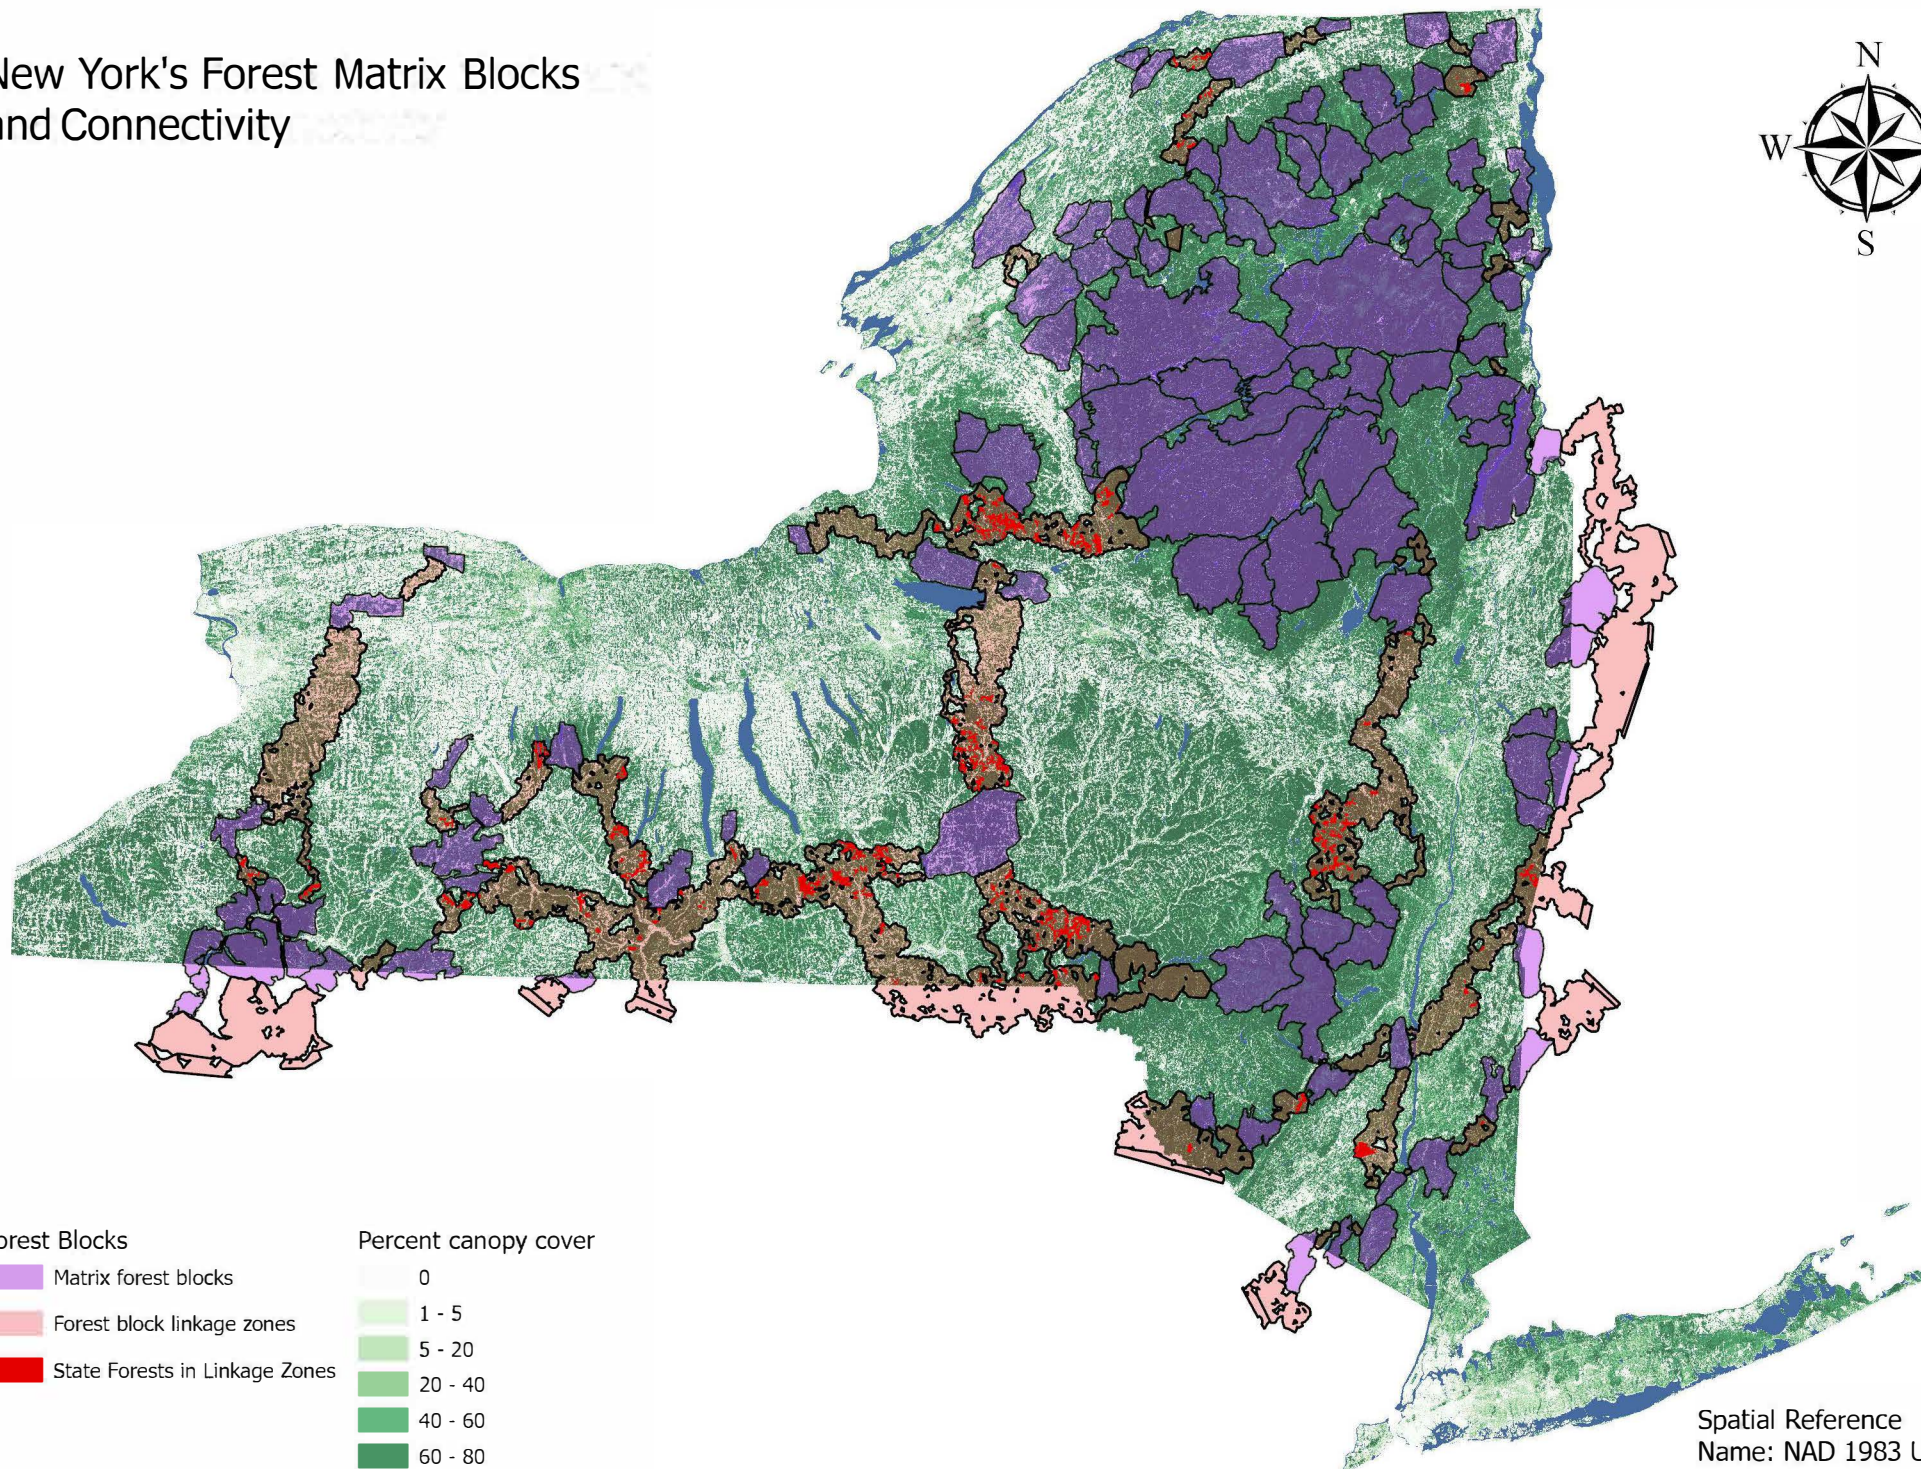 New York's Forest Matrix Blocks
and Connectivity
N
W
S
Forest Blocks
Matrix forest blocks
Forest block linkage zones
State Forests in Linkage Zones
Percent canopy cover
0
1 - 5
5 - 20
20 - 40
40 - 60
60 - 80
Spatial Reference
Name: NAD 1983 U